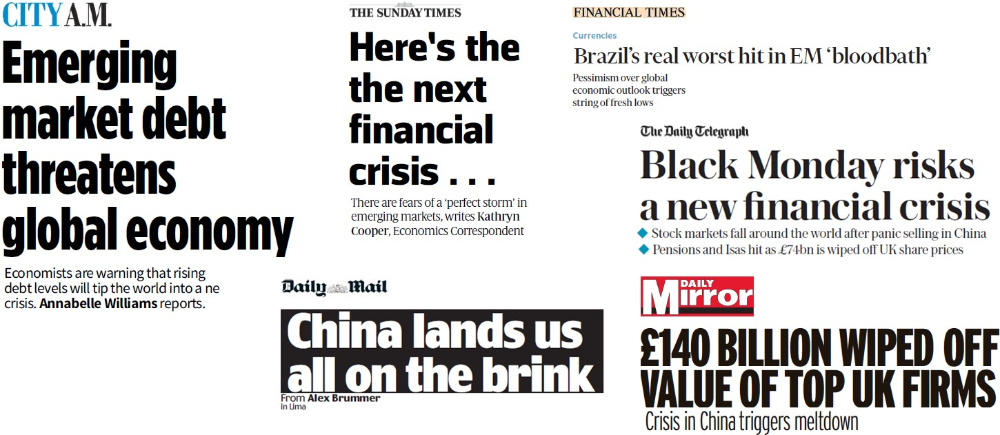 CITY A.M.
Emerging
market debt
threatens
global economy
Economists are warning that rising
debt levels will tip the world into a ne
crisis. Annabelle Williams reports.
THE SUNDAY TIMES
Here's the
the next
financial
crisis . . .
There are fears of a ‘perfect storm’ in
emerging markets, writes Kathryn
Cooper, Economics Correspondent
Daily Mail
China lands us
all on the brink
From Alex Brummer
in Lima
FINANCIAL TIMES
Currencies
Brazil’s real worst hit in EM ‘bloodbath’
Pessimism over global
economic outlook triggers
string of fresh lows
The Daily Telegraph
Black Monday risks
a new financial crisis
◆ Stock markets fall around the world after panic selling in China
◆ Pensions and Isas hit as £74bn is wiped off UK share prices
DAILY
Mirror
£140 BILLION WIPED OFF
VALUE OF TOP UK FIRMS
Crisis in China triggers meltdown